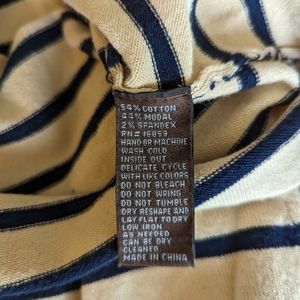 54% COTTON
44% MODAL
2% SPANDEX
RN# 16859
HAND OR MACHINE
WASH COLD
INSIDE OUT
DELICATE CYCLE
WITH LIKE COLORS
DO NOT BLEACH
DO NOT WRING
DO NOT TUMBLE
DRY RESHAPE AND
LAY FLAT TO DRY
LOW IRON
AS NEEDED
CAN BE DRY
CLEANED
MADE IN CHINA